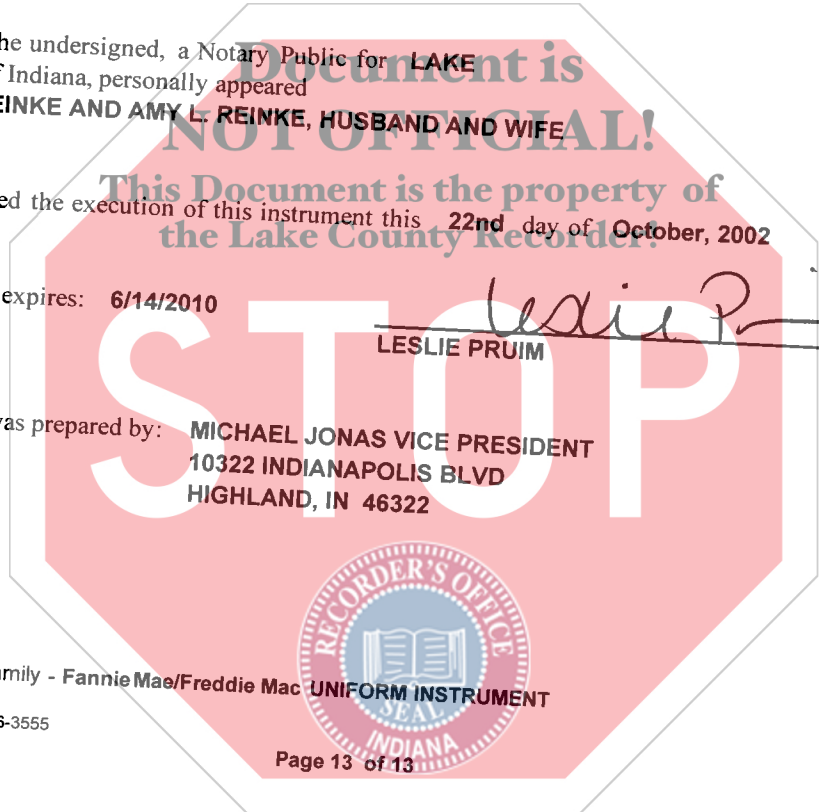 he undersigned, a Notary Public for LAKE
f Indiana, personally appeared
EINKE AND AMY L. REINKE, HUSBAND AND WIFE
Document is
NOT OFFICIAL!
This Document is the property of
the Lake County Recorder!
ed the execution of this instrument this 22nd day of October, 2002
expires: 6/14/2010
Leslie P
LESLIE PRUIM
STOP
as prepared by: MICHAEL JONAS VICE PRESIDENT
10322 INDIANAPOLIS BLVD
HIGHLAND, IN 46322
RECORDER'S OFFICE
SEAL
INDIANA
mily - Fannie Mae/Freddie Mac UNIFORM INSTRUMENT
6-3555
Page 13 of 13